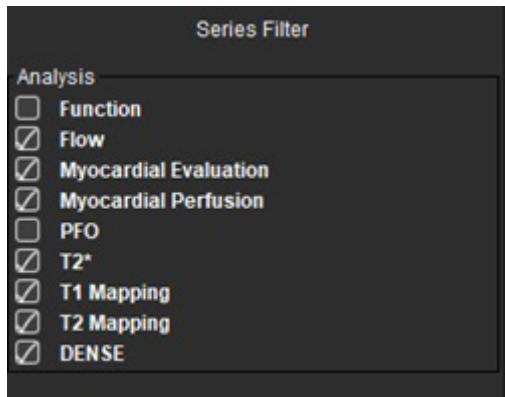 Series Filter
Analysis
Function
Flow
Myocardial Evaluation
Myocardial Perfusion
PFO
T2*
T1 Mapping
T2 Mapping
DENSE